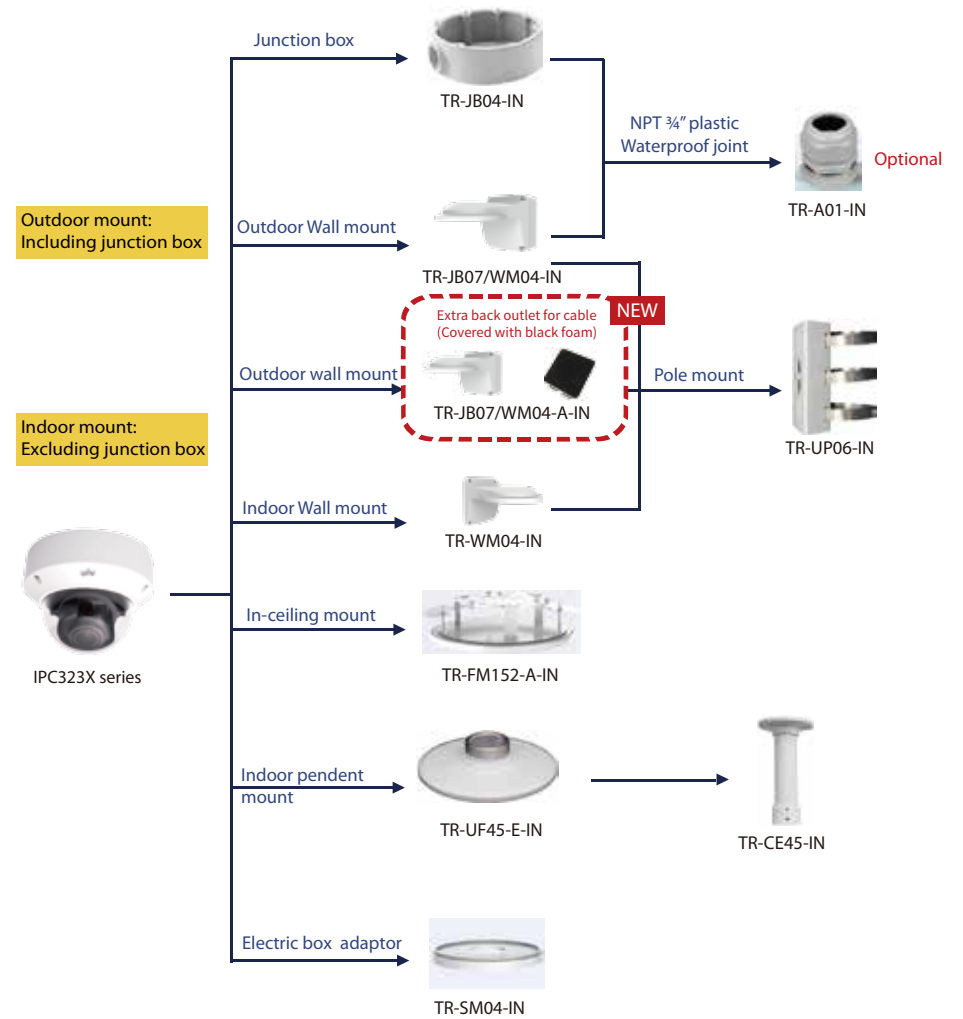 Junction box
TR-JB04-IN
NPT ¾” plastic
Waterproof joint
Optional
TR-A01-IN
Outdoor mount:
Including junction box
Outdoor Wall mount
TR-JB07/WM04-IN
NEW
Extra back outlet for cable
(Covered with black foam)
Outdoor wall mount
TR-JB07/WM04-A-IN
Pole mount
TR-UP06-IN
Indoor mount:
Excluding junction box
Indoor Wall mount
TR-WM04-IN
IPC323X series
In-ceiling mount
TR-FM152-A-IN
Indoor pendent
mount
TR-UF45-E-IN
TR-CE45-IN
Electric box adaptor
TR-SM04-IN